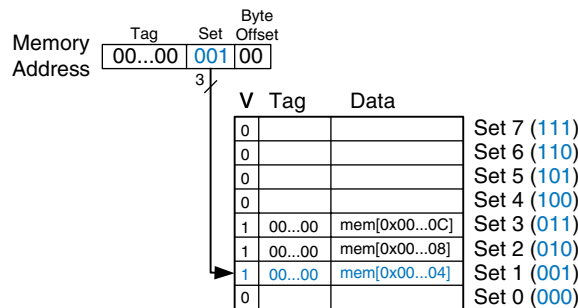 Memory Address
Tag Set Byte Offset
00...00 001 00
3
V Tag Data
0 Set 7 (111)
0 Set 6 (110)
0 Set 5 (101)
0 Set 4 (100)
1 00...00 mem[0x00...0C] Set 3 (011)
1 00...00 mem[0x00...08] Set 2 (010)
1 00...00 mem[0x00...04] Set 1 (001)
0 Set 0 (000)